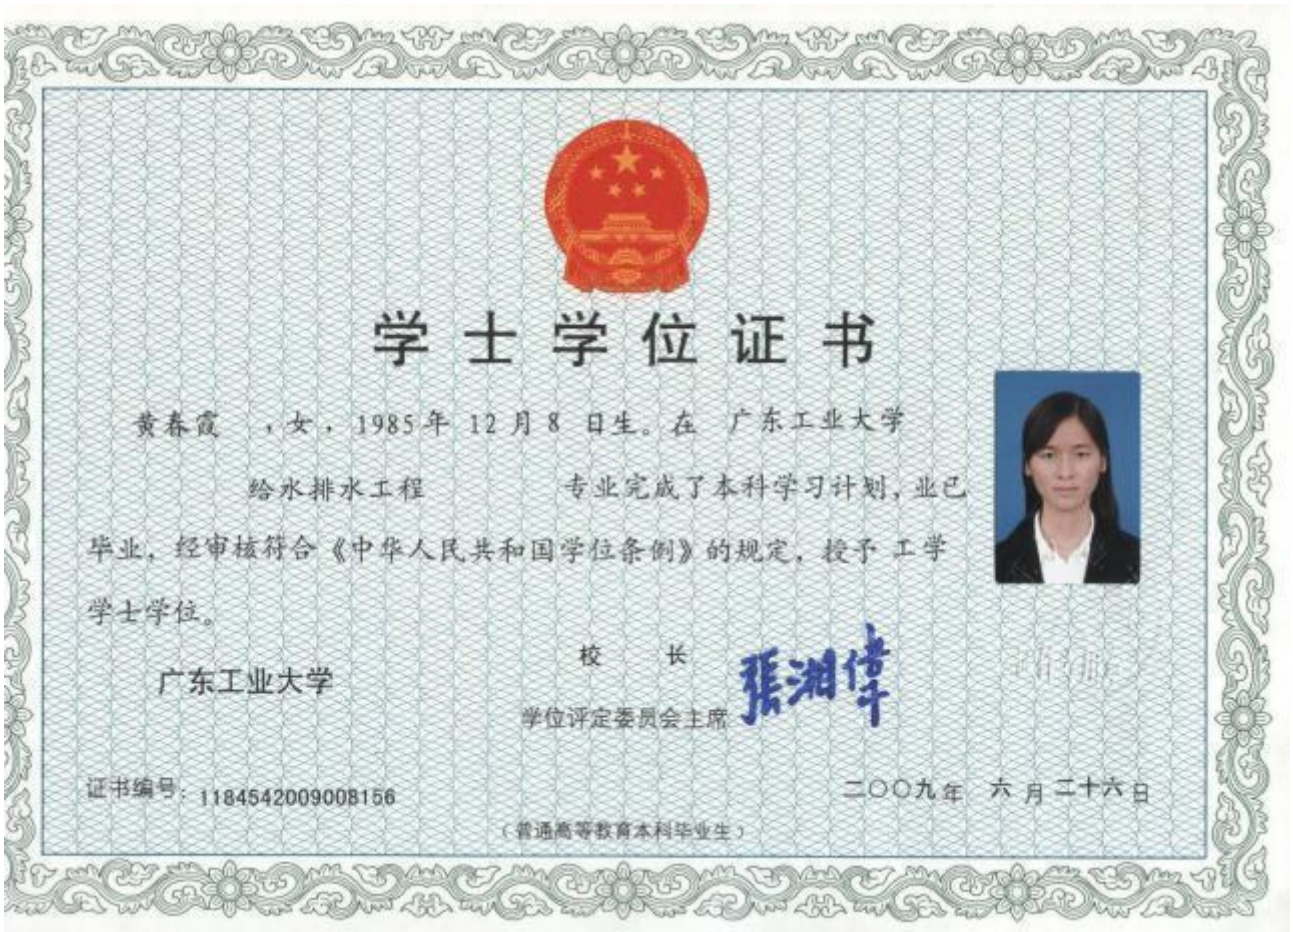 学士学位证书
黄春霞 ,女,1985年 12月8 日生。在 广东工业大学
给水排水工程 专业完成了本科学习计划,业已
毕业,经审核符合《中华人民共和国学位条例》的规定,授予 工学
学士学位。
校 长 張湘偉
广东工业大学
学位评定委员会主席
证书编号:1184542009008156
二〇〇九年 六月二十六日
(普通高等教育本科毕业生)